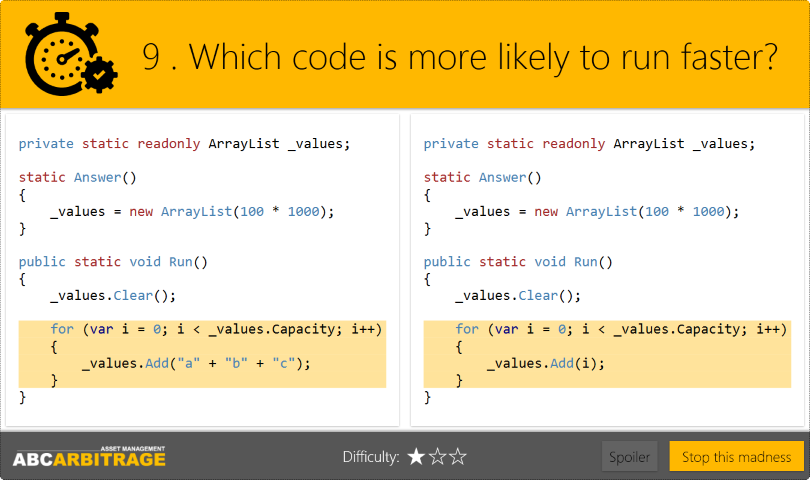 9 . Which code is more likely to run faster?
private static readonly ArrayList _values;
static Answer()
{
_values = new ArrayList(100 * 1000);
}
public static void Run()
{
_values.Clear();
for (var i = 0; i < _values.Capacity; i++)
{
_values.Add("a" + "b" + "c");
}
}
private static readonly ArrayList _values;
static Answer()
{
_values = new ArrayList(100 * 1000);
}
public static void Run()
{
_values.Clear();
for (var i = 0; i < _values.Capacity; i++)
{
_values.Add(i);
}
}
ASSET MANAGEMENT
ABCARBITRAGE
Difficulty:
Spoiler
Stop this madness